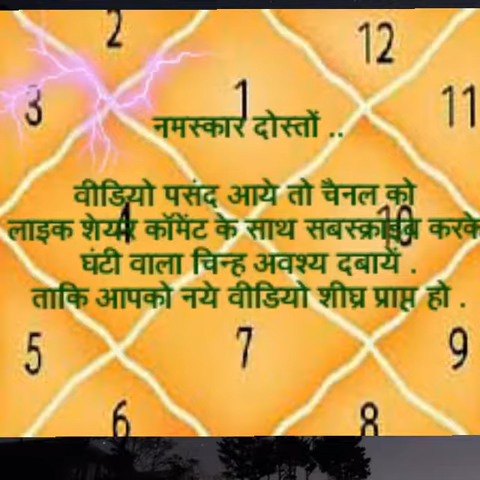 2
12
3
1
11
नमस्कार दोस्तों ..
वीडियो पसंद आये तो चैनल को
लाइक शेयर कॉमेंट के साथ सबस्क्राइब करके
4
10
घंटी वाला चिन्ह अवश्य दबायें .
ताकि आपको नये वीडियो शीघ्र प्राप्त हो .
5
7
9
6
8